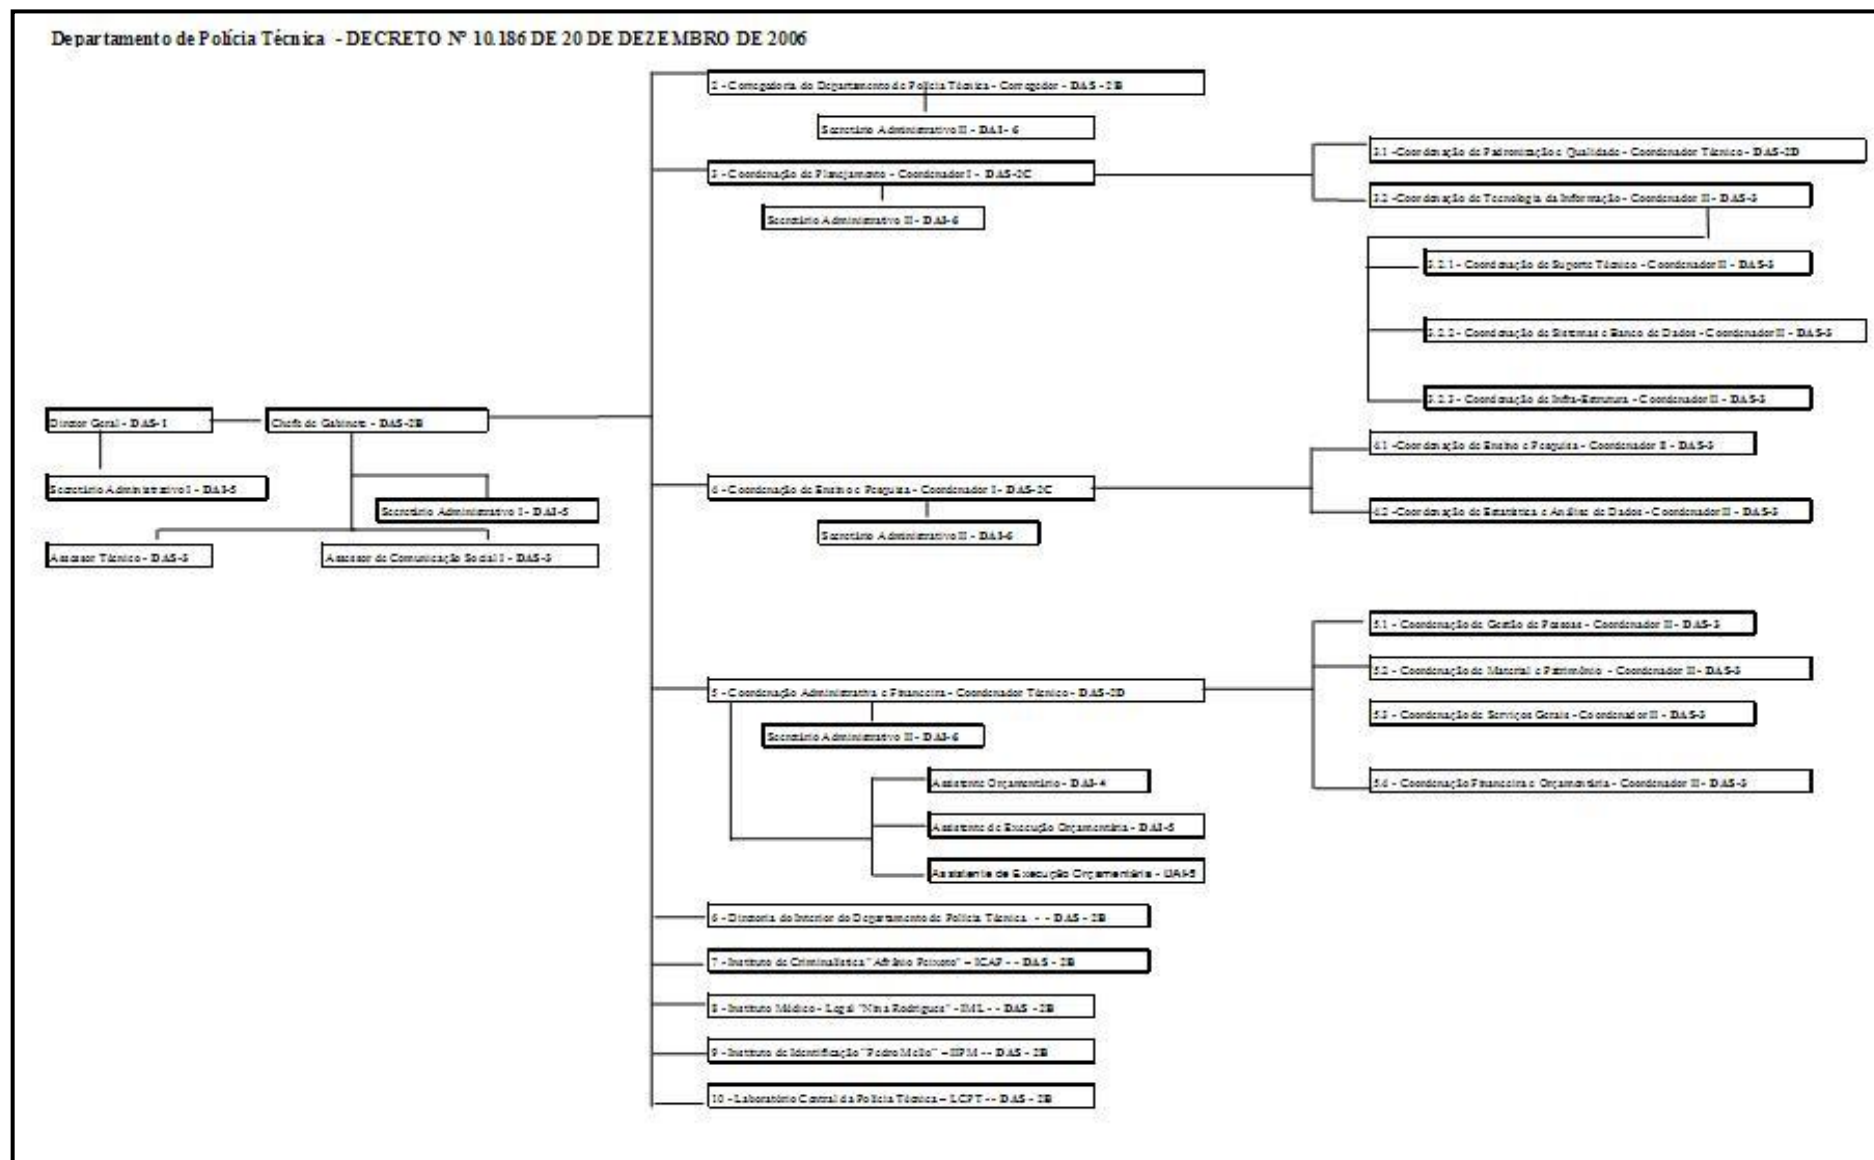 Departamento de Polícia Técnica - DECRETO Nº 10.186 DE 20 DE DEZEMBRO DE 2006
2 - Corregedoria do Departamento de Polícia Técnica - Corregedor - DAS - 2B
Secretário Administrativo II - DAI - 6
3 - Coordenação de Planejamento - Coordenador I - DAS-2C
Secretário Administrativo II - DAI-6
3.1 -Coordenação de Padronização e Qualidade - Coordenador Técnico - DAS-2D
3.2 -Coordenação de Tecnologia da Informação - Coordenador II - DAS-3
3.2.1 - Coordenação de Suporte Técnico - Coordenador II - DAS-3
3.2.2 - Coordenação de Sistemas e Banco de Dados - Coordenador II - DAS-3
3.2.3 - Coordenação de Infra-Estrutura - Coordenador II - DAS-3
Diretor Geral - DAS-1
Chefe de Gabinete - DAS-2B
Secretário Administrativo I - DAI-5
Secretário Administrativo I - DAI-5
Assessor Técnico - DAS-3
Assessor de Comunicação Social I - DAS-3
4 - Coordenação de Ensino e Pesquisa - Coordenador I - DAS-2C
Secretário Administrativo II - DAI-6
4.1 -Coordenação de Ensino e Pesquisa - Coordenador II - DAS-3
4.2 -Coordenação de Estatística e Análise de Dados - Coordenador II - DAS-3
5 - Coordenação Administrativa e Financeira - Coordenador Técnico - DAS-2D
Secretário Administrativo II - DAI-6
Assistente Orçamentário - DAI-4
Assistente de Execução Orçamentária - DAI-5
Assistente de Execução Orçamentária - DAI-5
5.1 - Coordenação de Gestão de Pessoas - Coordenador II - DAS-3
5.2 - Coordenação de Material e Patrimônio - Coordenador II - DAS-3
5.3 - Coordenação de Serviços Gerais - Coordenador II - DAS-3
5.4 - Coordenação Financeira e Orçamentária - Coordenador II - DAS-3
6 - Diretoria do Interior do Departamento de Polícia Técnica - - DAS - 2B
7 - Instituto de Criminalística "Afrânio Peixoto" – ICAP - - DAS - 2B
8 - Instituto Médico - Legal "Nina Rodrigues" - IML - - DAS - 2B
9 - Instituto de Identificação "Pedro Mello" – IIPM -- DAS - 2B
10 - Laboratório Central da Polícia Técnica – LCPT -- DAS - 2B